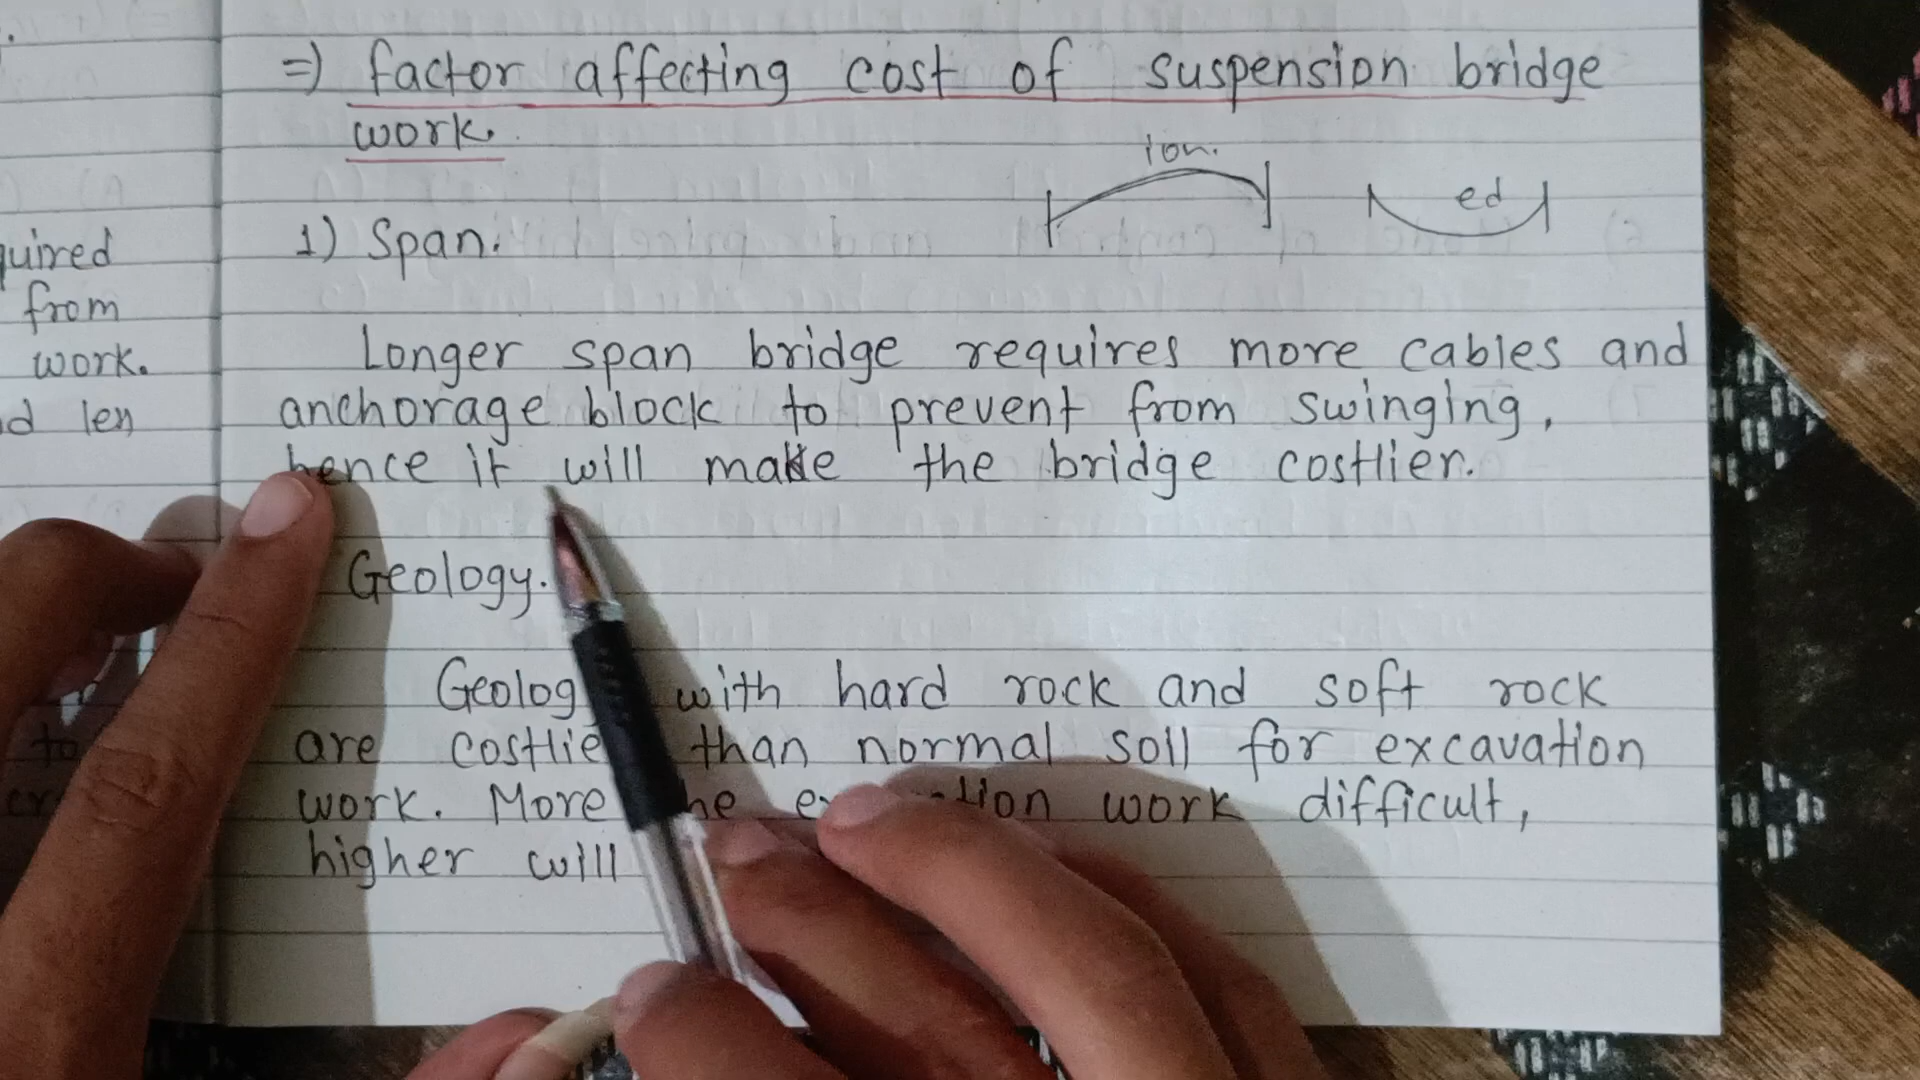 =) factor affecting cost of suspension bridge
work.
ion.
ed
1) Span.
Longer span bridge requires more cables and
anchorage block to prevent from swinging,
hence it will make the bridge costlier.
Geology.
with hard rock and soft rock
are than normal soil for excavation
work. More work difficult,
higher will
quired
from
work.
len
to